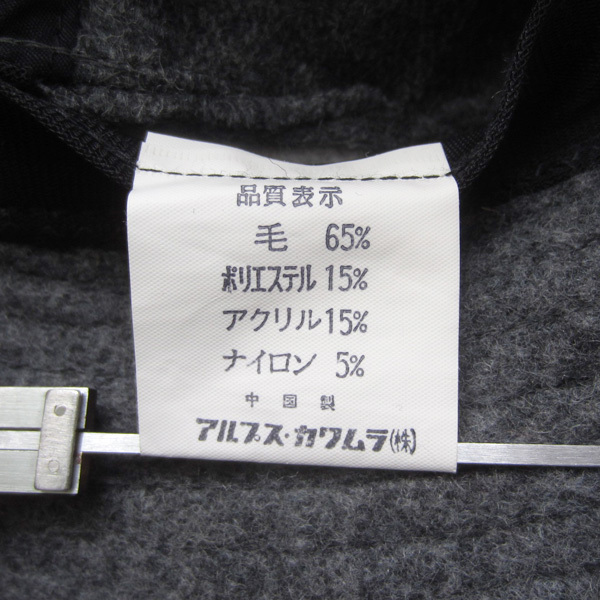 品質表示
毛 65%
ポリエステル 15%
アクリル 15%
ナイロン 5%
中国製
アルプス・カワムラ(株)